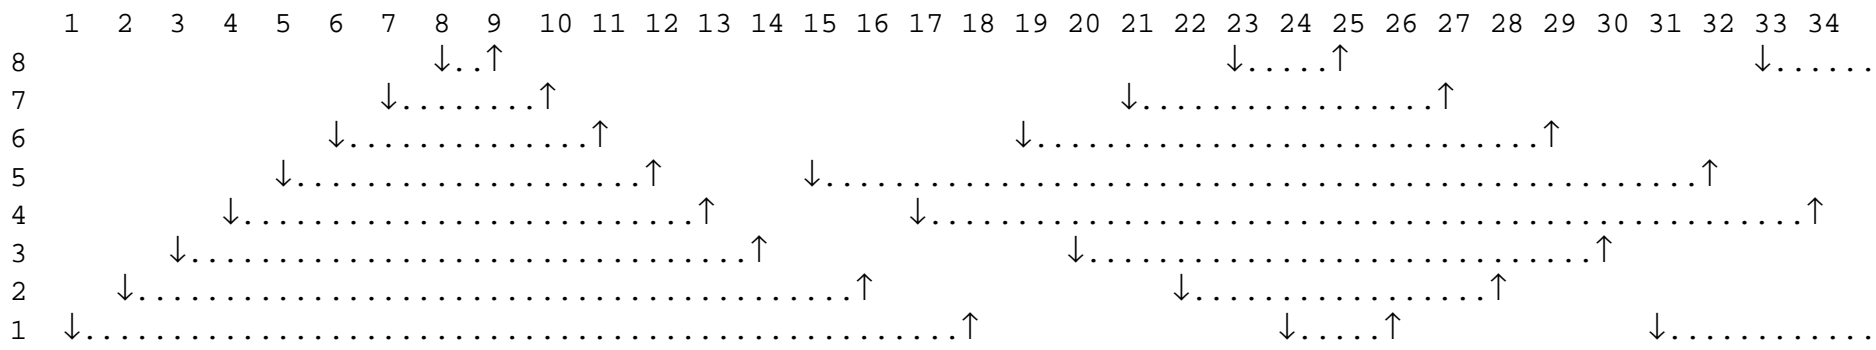 1 2 3 4 5 6 7 8 9 10 11 12 13 14 15 16 17 18 19 20 21 22 23 24 25 26 27 28 29 30 31 32 33 34
8 ↓..↑ ↓.....↑ ↓......
7 ↓........↑ ↓.................↑
6 ↓..............↑ ↓.............................↑
5 ↓....................↑ ↓..................................................↑
4 ↓..........................↑ ↓..................................................↑
3 ↓................................↑ ↓.............................↑
2 ↓.........................................↑ ↓.................↑
1 ↓..................................................↑ ↓.....↑ ↓............